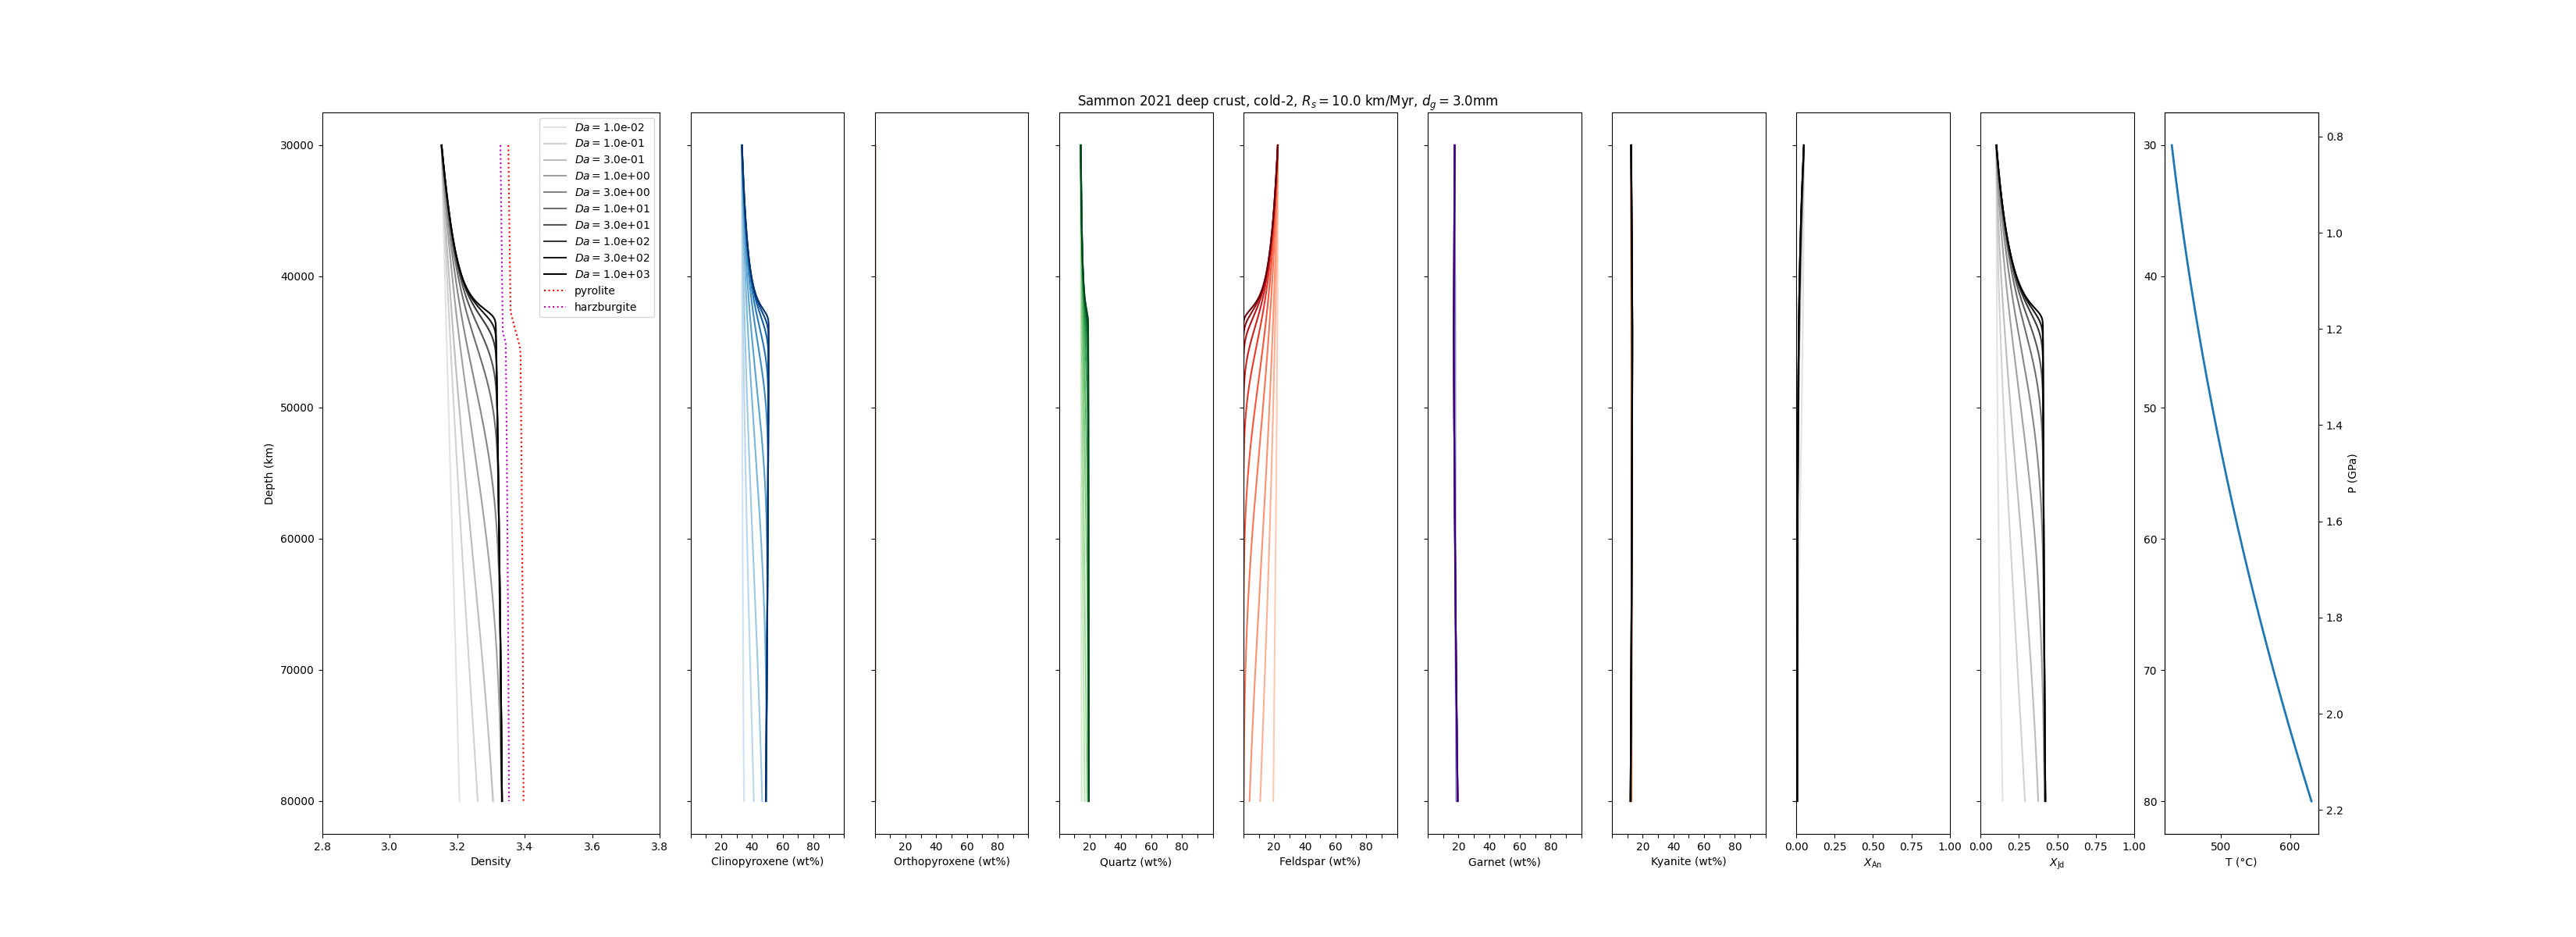 Sammon 2021 deep crust, cold-2, R_s = 10.0 km/Myr, d_g = 3.0mm
Da = 1.0e-02
Da = 1.0e-01
Da = 3.0e-01
Da = 1.0e+00
Da = 3.0e+00
Da = 1.0e+01
Da = 3.0e+01
Da = 1.0e+02
Da = 3.0e+02
Da = 1.0e+03
pyrolite
harzburgite
Depth (km)
30000
40000
50000
60000
70000
80000
2.8 3.0 3.2 3.4 3.6 3.8
Density
20 40 60 80
Clinopyroxene (wt%)
20 40 60 80
Orthopyroxene (wt%)
20 40 60 80
Quartz (wt%)
20 40 60 80
Feldspar (wt%)
20 40 60 80
Garnet (wt%)
20 40 60 80
Kyanite (wt%)
0.00 0.25 0.50 0.75 1.00
X_An
0.00 0.25 0.50 0.75 1.00
X_Jd
30
40
50
60
70
80
500 600
T (°C)
0.8
1.0
1.2
1.4
1.6
1.8
2.0
2.2
P (GPa)